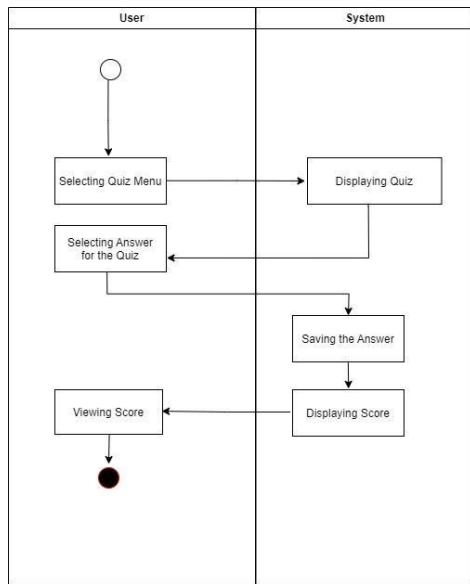 User
System
Selecting Quiz Menu
Displaying Quiz
Selecting Answer
for the Quiz
Saving the Answer
Viewing Score
Displaying Score